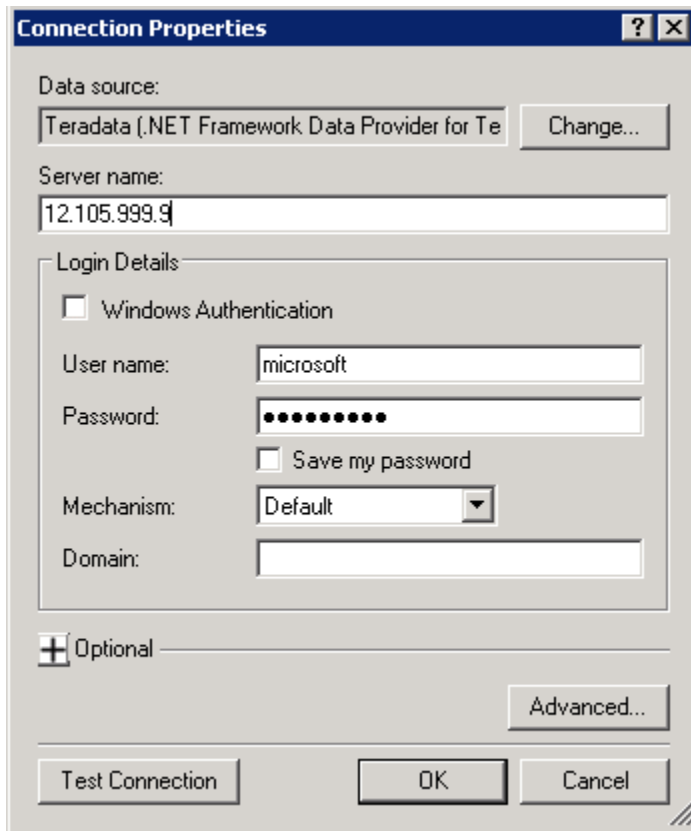 Connection Properties
Data source:
Teradata (.NET Framework Data Provider for Te
Change...
Server name:
12.105.999.9
Login Details
Windows Authentication
User name:
microsoft
Password:
●●●●●●●●●
Save my password
Mechanism:
Default
Domain:
Optional
Advanced...
Test Connection
OK
Cancel